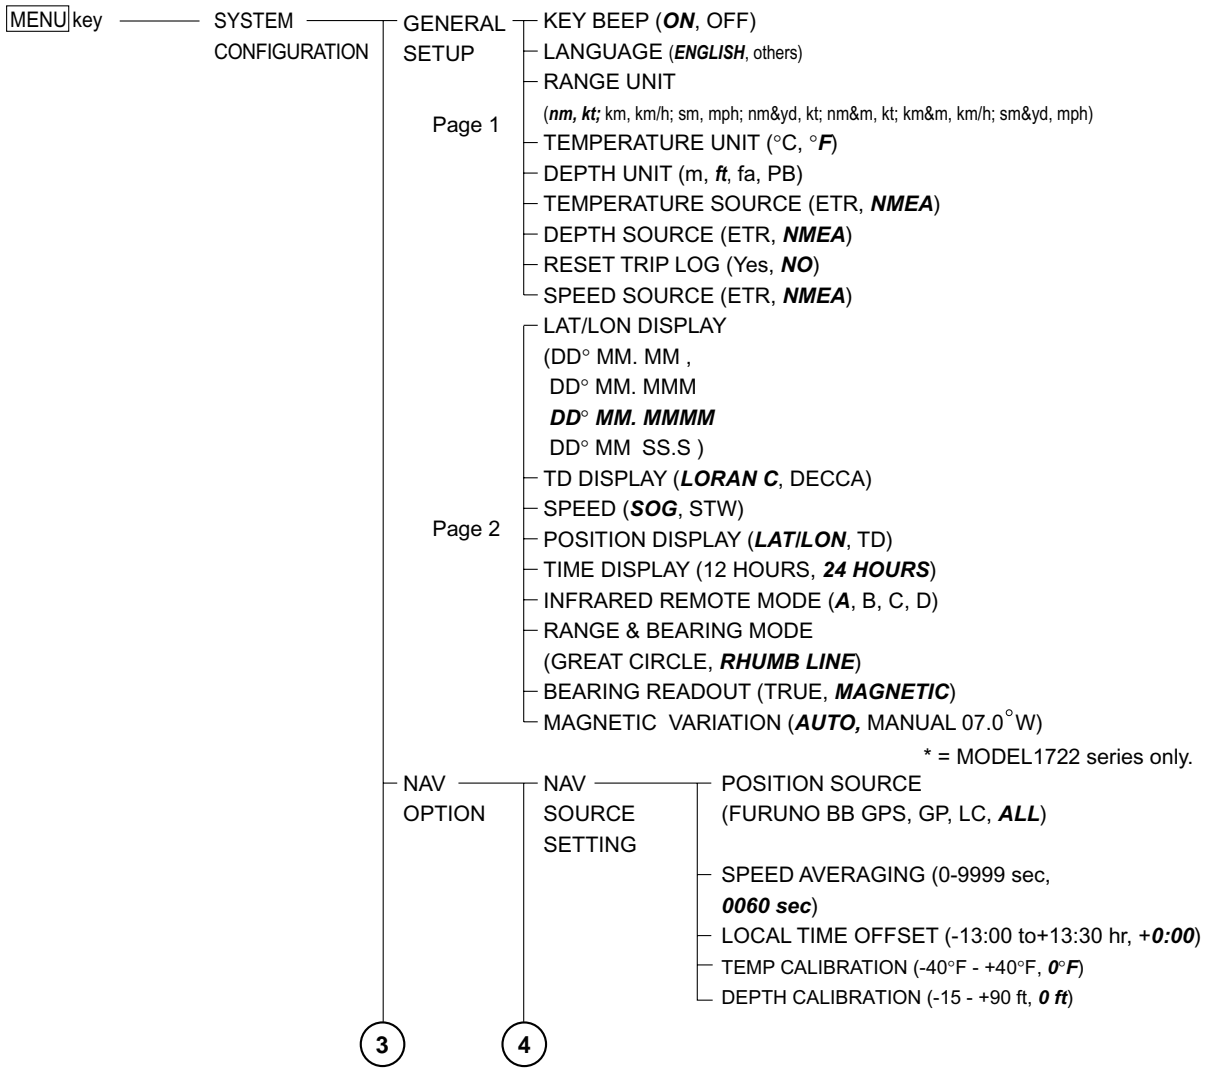 MENU key SYSTEM CONFIGURATION
GENERAL SETUP
Page 1
KEY BEEP (ON, OFF)
LANGUAGE (ENGLISH, others)
RANGE UNIT
(nm, kt; km, km/h; sm, mph; nm&yd, kt; nm&m, kt; km&m, km/h; sm&yd, mph)
TEMPERATURE UNIT (°C, °F)
DEPTH UNIT (m, ft, fa, PB)
TEMPERATURE SOURCE (ETR, NMEA)
DEPTH SOURCE (ETR, NMEA)
RESET TRIP LOG (Yes, NO)
SPEED SOURCE (ETR, NMEA)
Page 2
LAT/LON DISPLAY
(DD° MM. MM ,
DD° MM. MMM
DD° MM. MMMM
DD° MM SS.S )
TD DISPLAY (LORAN C, DECCA)
SPEED (SOG, STW)
POSITION DISPLAY (LAT/LON, TD)
TIME DISPLAY (12 HOURS, 24 HOURS)
INFRARED REMOTE MODE (A, B, C, D)
RANGE & BEARING MODE
(GREAT CIRCLE, RHUMB LINE)
BEARING READOUT (TRUE, MAGNETIC)
MAGNETIC VARIATION (AUTO, MANUAL 07.0°W)
* = MODEL1722 series only.
NAV OPTION
NAV SOURCE SETTING
POSITION SOURCE
(FURUNO BB GPS, GP, LC, ALL)
SPEED AVERAGING (0-9999 sec,
0060 sec)
LOCAL TIME OFFSET (-13:00 to+13:30 hr, +0:00)
TEMP CALIBRATION (-40°F - +40°F, 0°F)
DEPTH CALIBRATION (-15 - +90 ft, 0 ft)
3
4